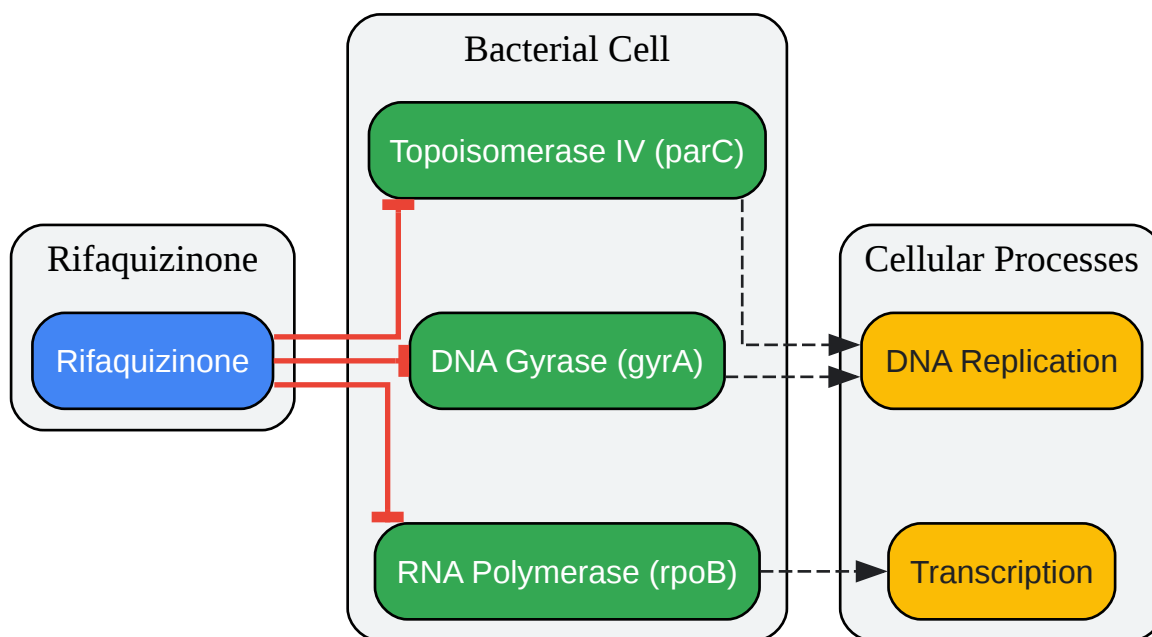 Bacterial Cell
Topoisomerase IV (parC)
Rifaquizinone
Cellular Processes
Rifaquizinone
DNA Gyrase (gyrA)
DNA Replication
RNA Polymerase (rpoB)
Transcription